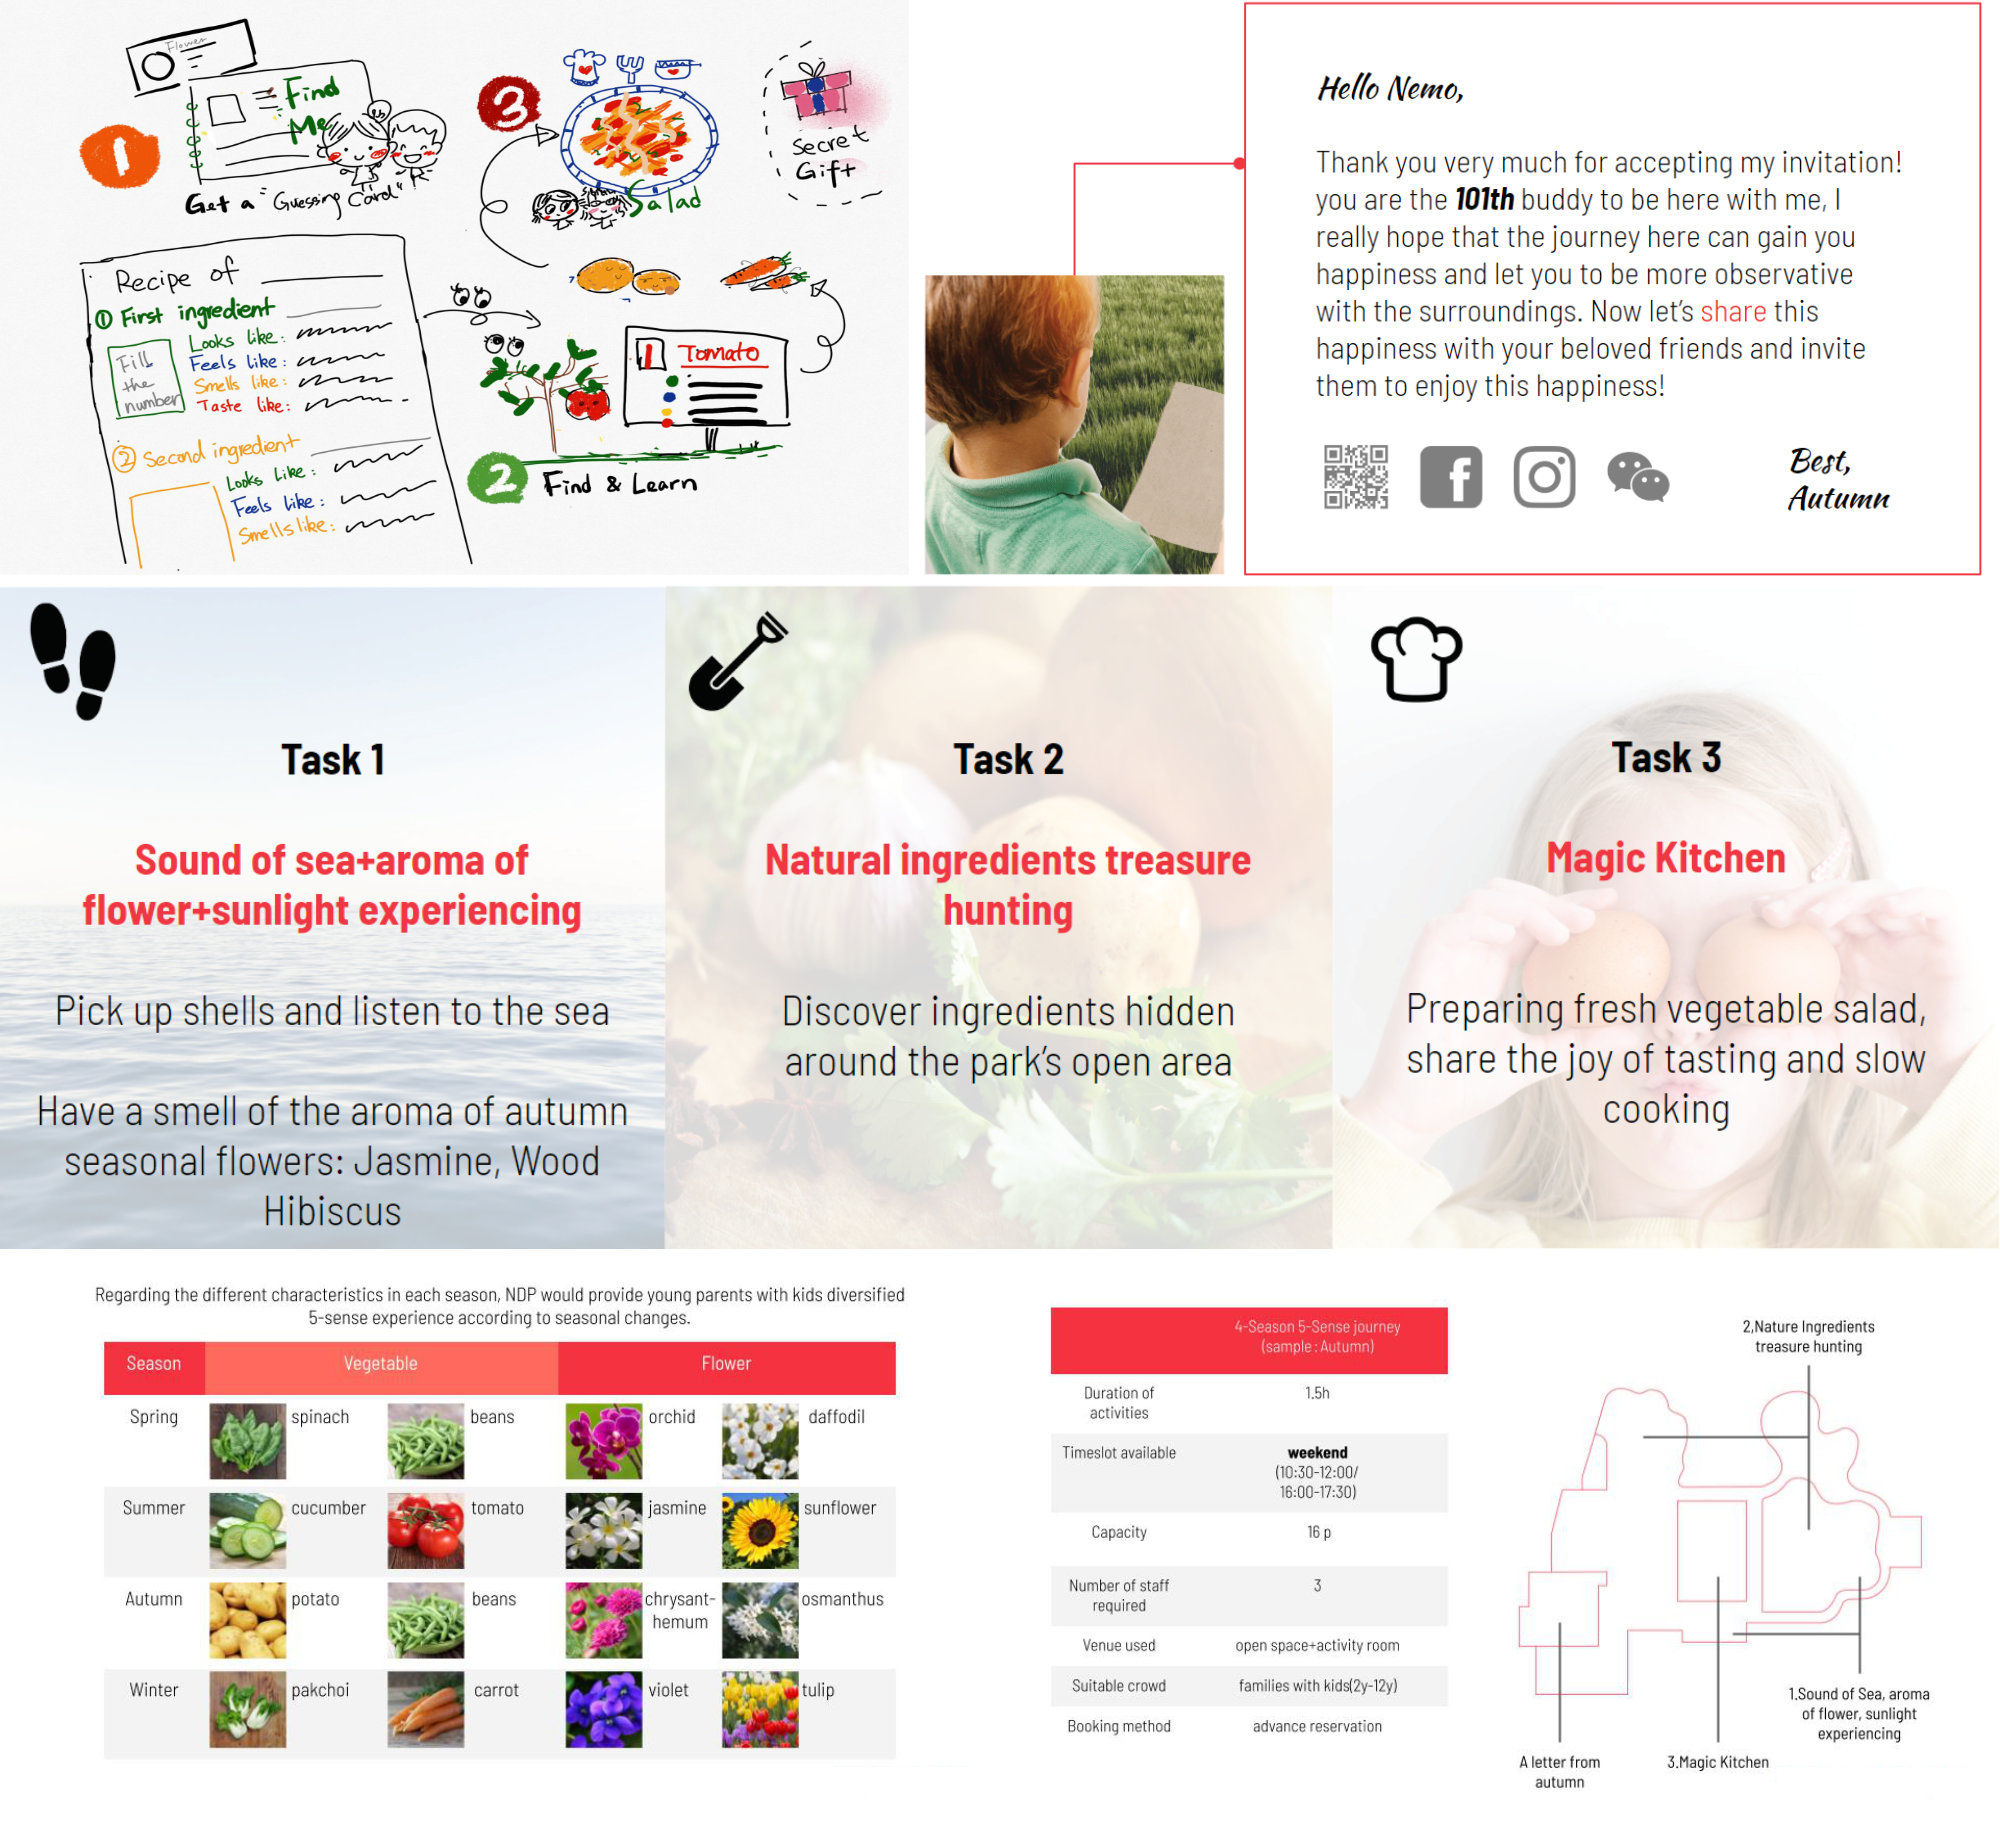 Flower
Find
Me
1
Get a "Guessing Card"
3
Salad
Secret
Gift
Recipe of
① First ingredient
Looks like:
Feels like:
Smells like:
Taste like:
Fill
the
number
② Second ingredient
Looks Like:
Feels like:
Smells like:
1 Tomato
2 Find & Learn
Hello Nemo,
Thank you very much for accepting my invitation!
you are the 101th buddy to be here with me, I
really hope that the journey here can gain you
happiness and let you to be more observative
with the surroundings. Now let's share this
happiness with your beloved friends and invite
them to enjoy this happiness!
Best,
Autumn
Task 1
Sound of sea+aroma of
flower+sunlight experiencing
Pick up shells and listen to the sea
Have a smell of the aroma of autumn
seasonal flowers: Jasmine, Wood
Hibiscus
Task 2
Natural ingredients treasure
hunting
Discover ingredients hidden
around the park's open area
Task 3
Magic Kitchen
Preparing fresh vegetable salad,
share the joy of tasting and slow
cooking
Regarding the different characteristics in each season, NDP would provide young parents with kids diversified
5-sense experience according to seasonal changes.
Season Vegetable Flower
Spring spinach beans orchid daffodil
Summer cucumber tomato jasmine sunflower
Autumn potato beans chrysant-
hemum osmanthus
Winter pakchoi carrot violet tulip
4-Season 5-Sense journey
(sample : Autumn)
Duration of
activities 1.5h
Timeslot available weekend
(10:30-12:00/
16:00-17:30)
Capacity 16 p
Number of staff
required 3
Venue used open space+activity room
Suitable crowd families with kids(2y-12y)
Booking method advance reservation
2,Nature Ingredients
treasure hunting
1.Sound of Sea, aroma
of flower, sunlight
experiencing
A letter from
autumn
3.Magic Kitchen